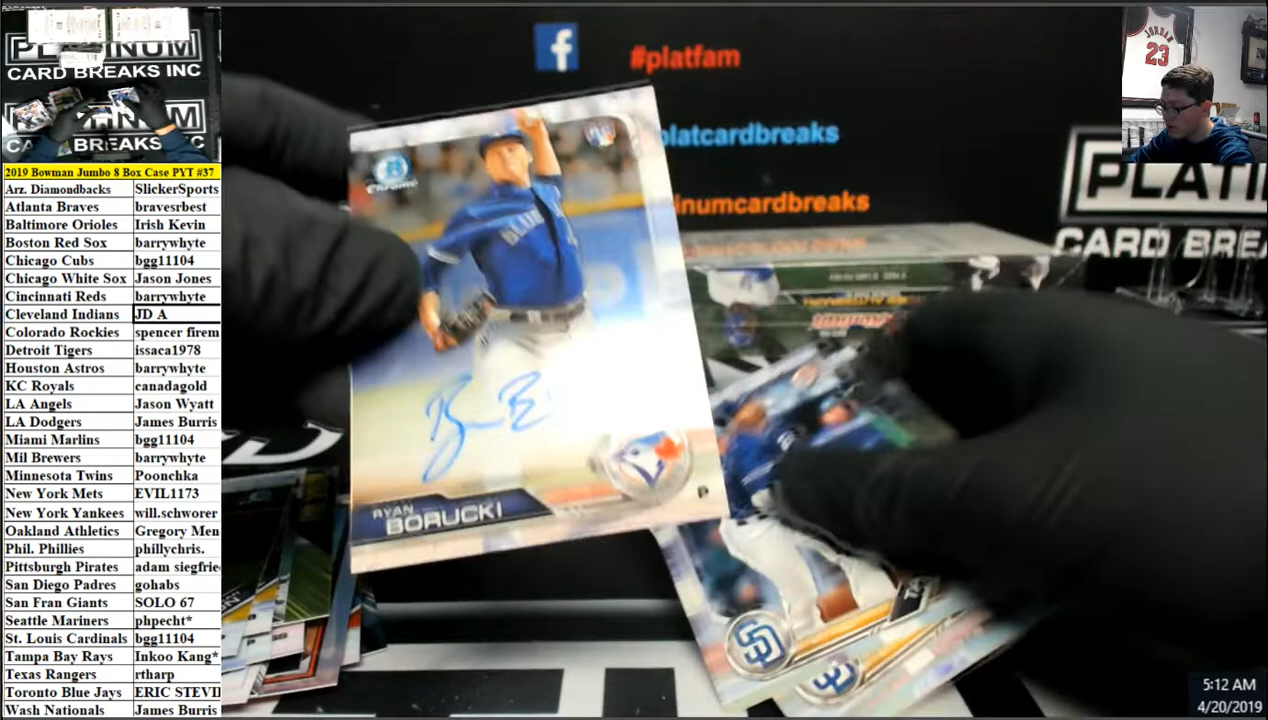 PLATINUM
CARD BREAKS INC
2019 Bowman Jumbo 8 Box Case PYT #37
Arz. Diamondbacks SlickerSports
Atlanta Braves bravesrbest
Baltimore Orioles Irish Kevin
Boston Red Sox barrywhyte
Chicago Cubs bgg11104
Chicago White Sox Jason Jones
Cincinnati Reds barrywhyte
Cleveland Indians JD A
Colorado Rockies spencer firem
Detroit Tigers issaca1978
Houston Astros barrywhyte
KC Royals canadagold
LA Angels Jason Wyatt
LA Dodgers James Burris
Miami Marlins bgg11104
Mil Brewers barrywhyte
Minnesota Twins Poonchka
New York Mets EVIL1173
New York Yankees will.schworer
Oakland Athletics Gregory Men
Phil. Phillies phillychris.
Pittsburgh Pirates adam siegfrie
San Diego Padres gohabs
San Fran Giants SOLO 67
Seattle Mariners phpecht*
St. Louis Cardinals bgg11104
Tampa Bay Rays Inkoo Kang*
Texas Rangers rtharp
Toronto Blue Jays ERIC STEVI
Wash Nationals James Burris
#platfam
platcardbreaks
inumcardbreaks
PLATI
CARD BREA
JORDAN
23
Chrome
RYAN
BORUCKI
P
5:12 AM
4/20/2019